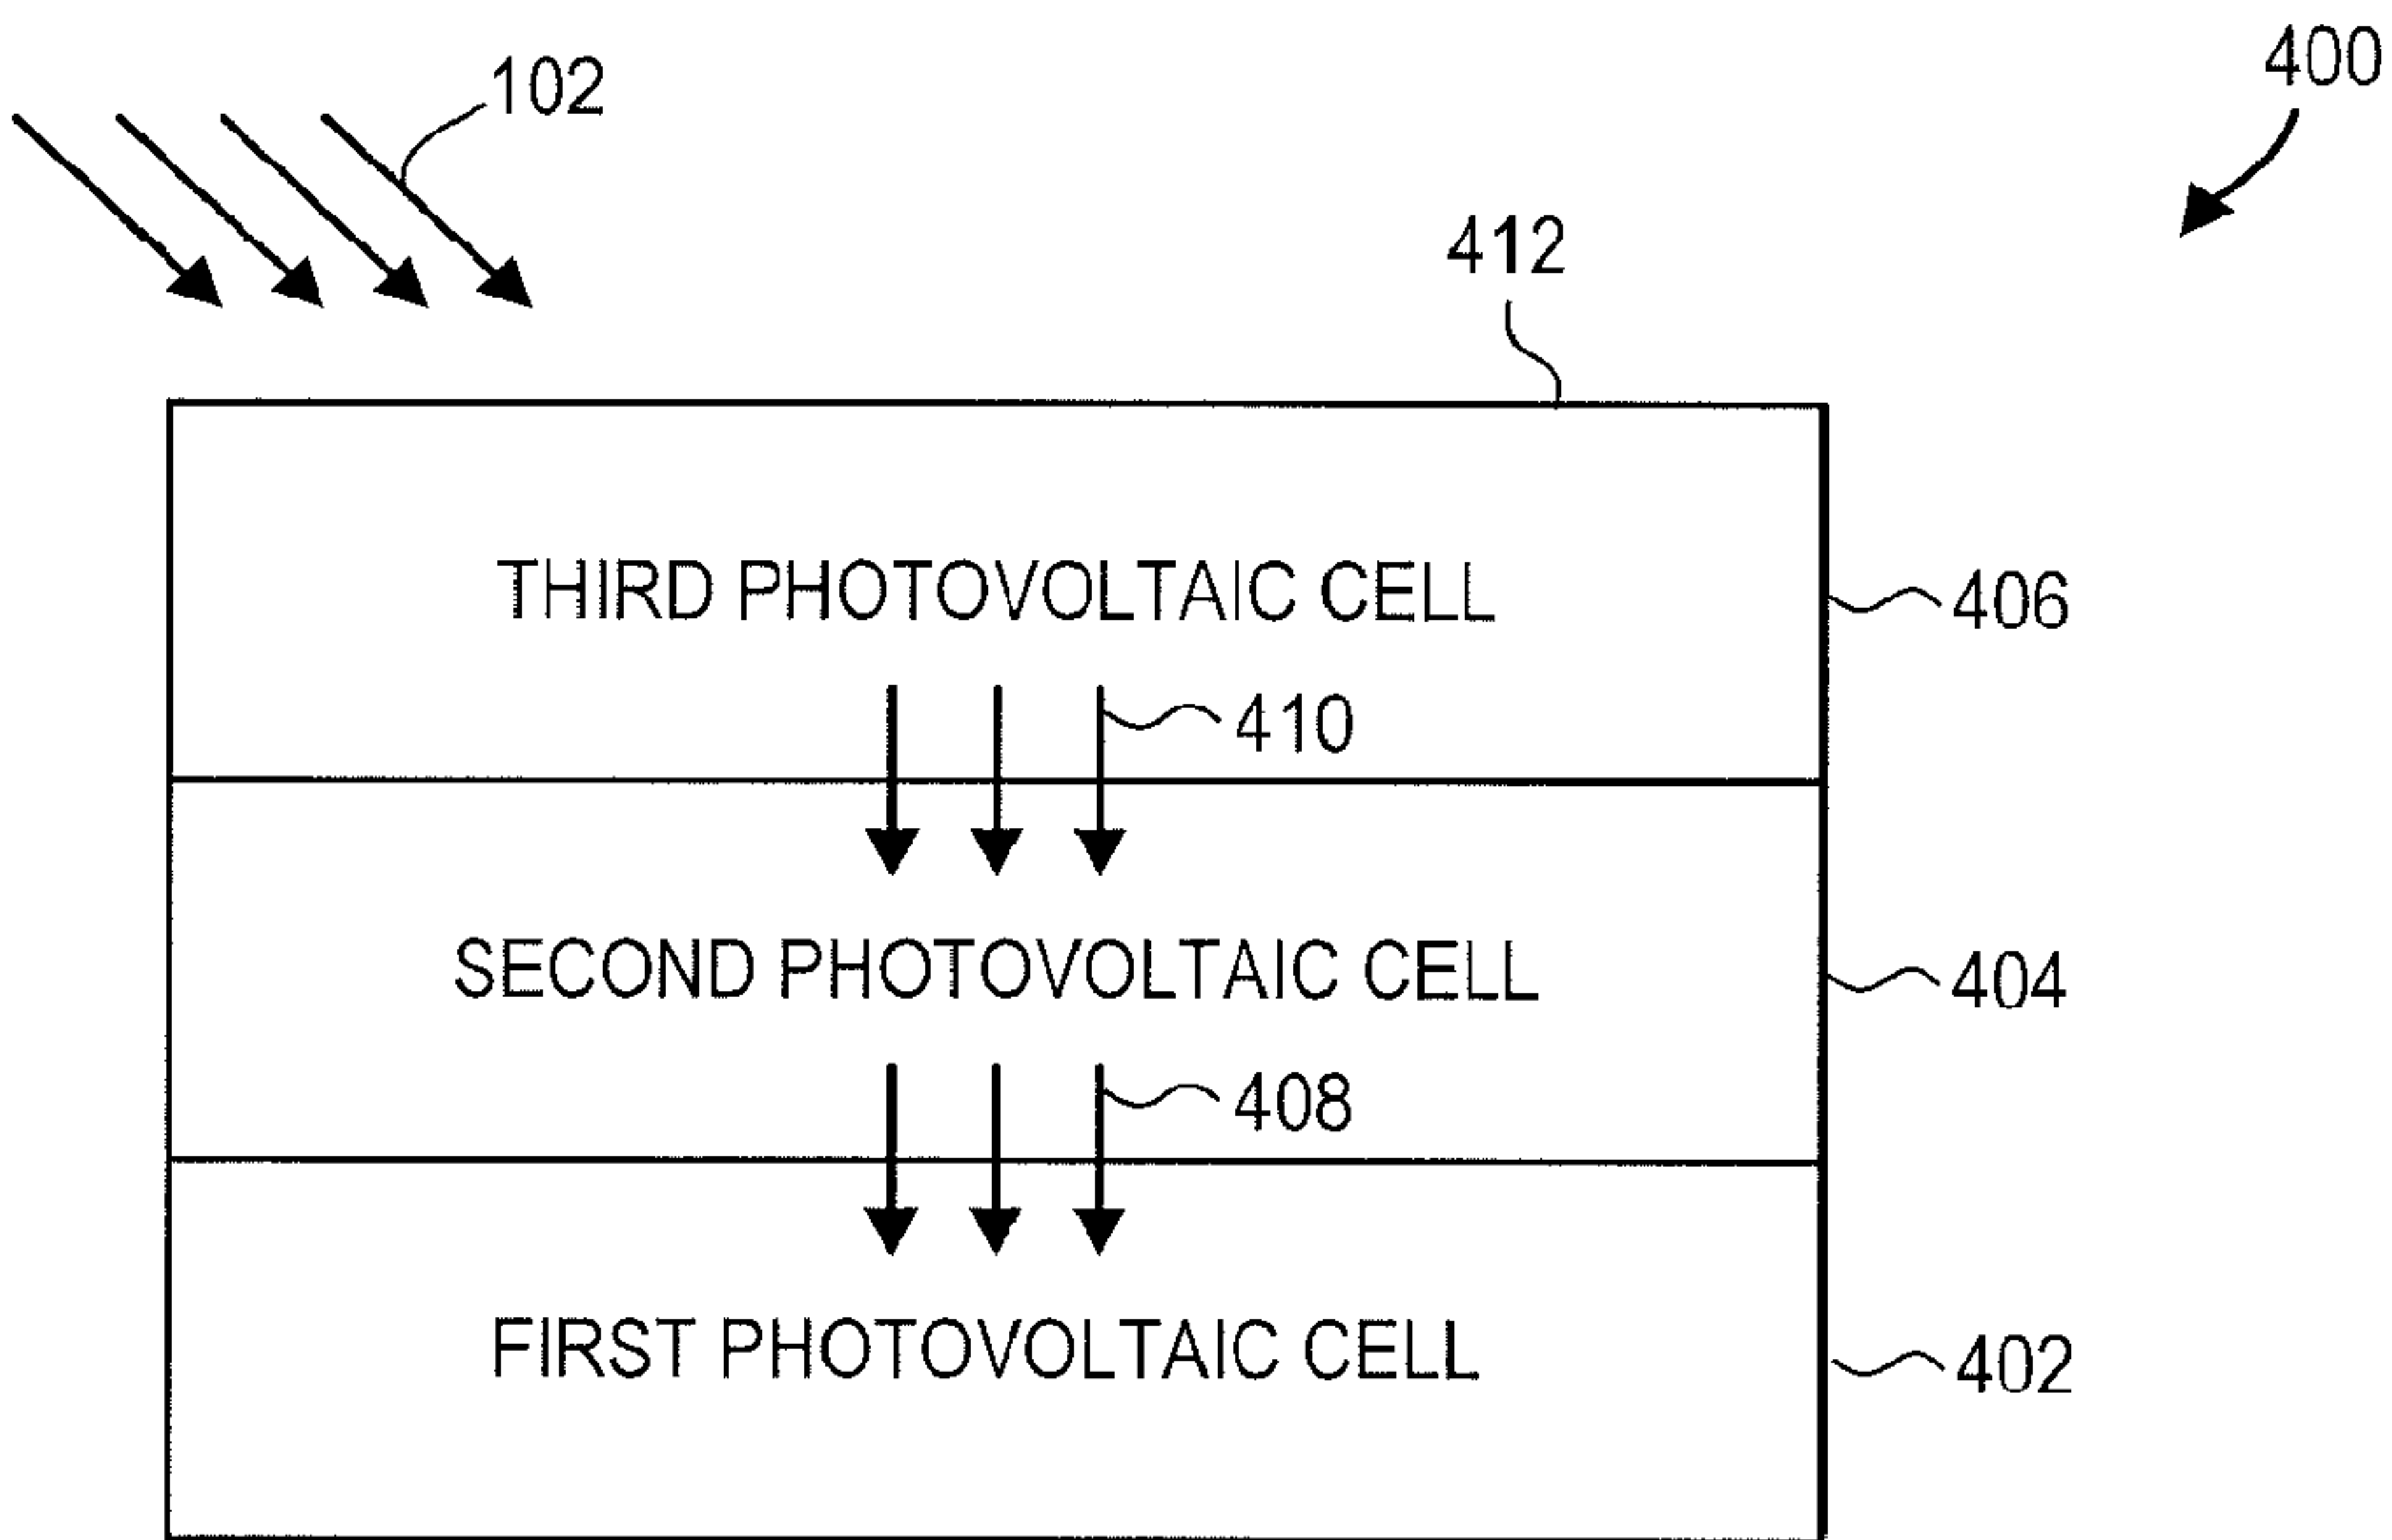 400
102
412
THIRD PHOTOVOLTAIC CELL
406
410
SECOND PHOTOVOLTAIC CELL
404
408
FIRST PHOTOVOLTAIC CELL
402